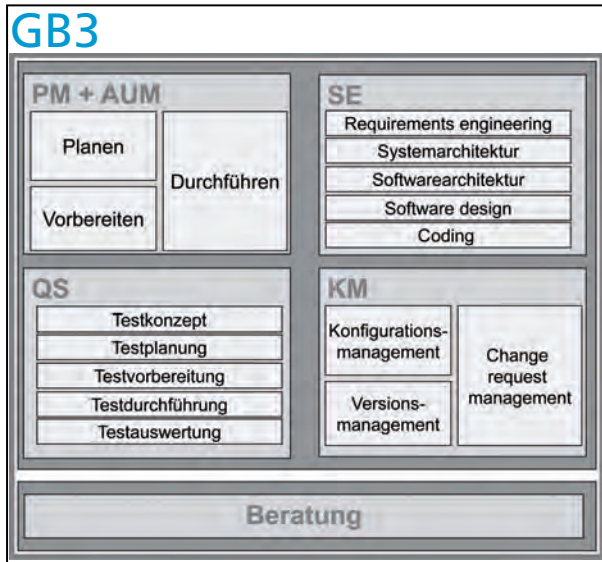 GB3
PM + AUM
Planen
Vorbereiten
Durchführen
SE
Requirements engineering
Systemarchitektur
Softwarearchitektur
Software design
Coding
QS
Testkonzept
Testplanung
Testvorbereitung
Testdurchführung
Testauswertung
KM
Konfigurations-
management
Versions-
management
Change
request
management
Beratung